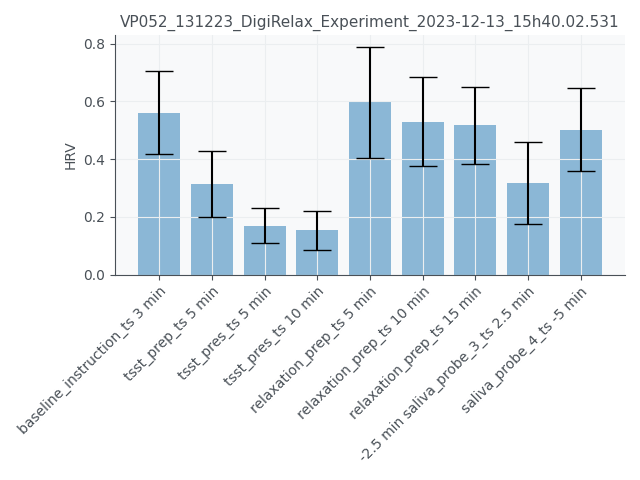 VP052_131223_DigiRelax_Experiment_2023-12-13_15h40.02.531
HRV
0.8
0.6
0.4
0.2
0.0
baseline_instruction_ts 3 min
tsst_prep_ts 5 min
tsst_pres_ts 5 min
tsst_pres_ts 10 min
relaxation_prep_ts 5 min
relaxation_prep_ts 10 min
relaxation_prep_ts 15 min
-2.5 min saliva_probe_3_ts 2.5 min
saliva_probe_4_ts -5 min